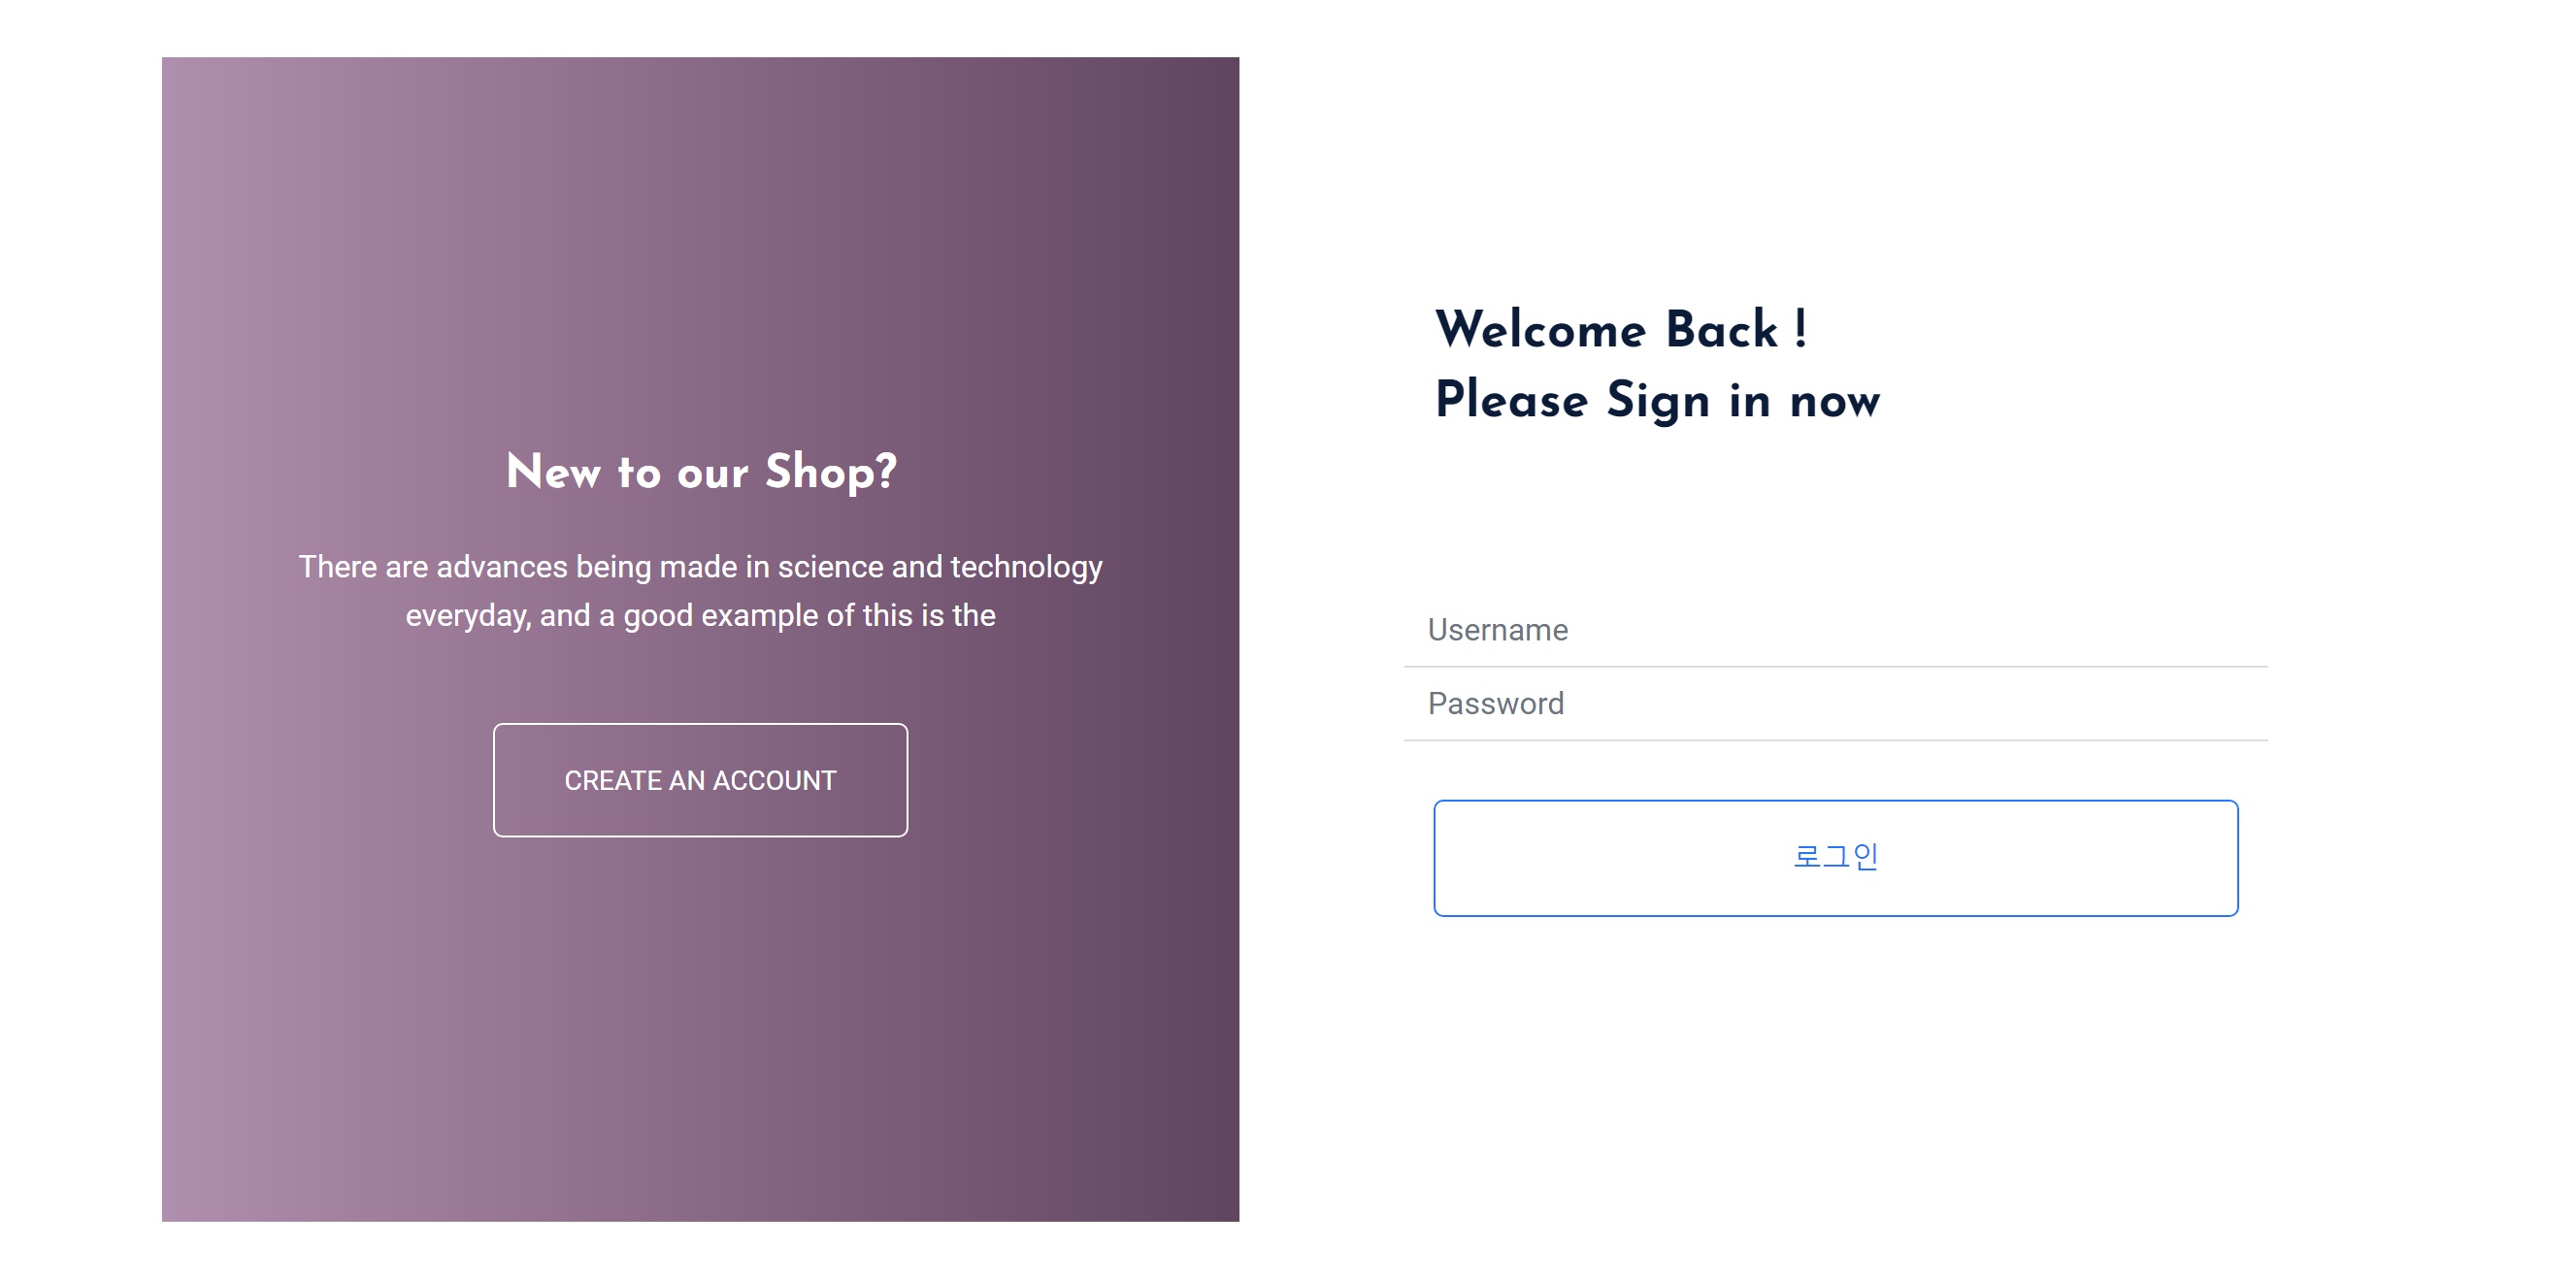 New to our Shop?
There are advances being made in science and technology
everyday, and a good example of this is the
CREATE AN ACCOUNT
Welcome Back !
Please Sign in now
Username
Password
로그인